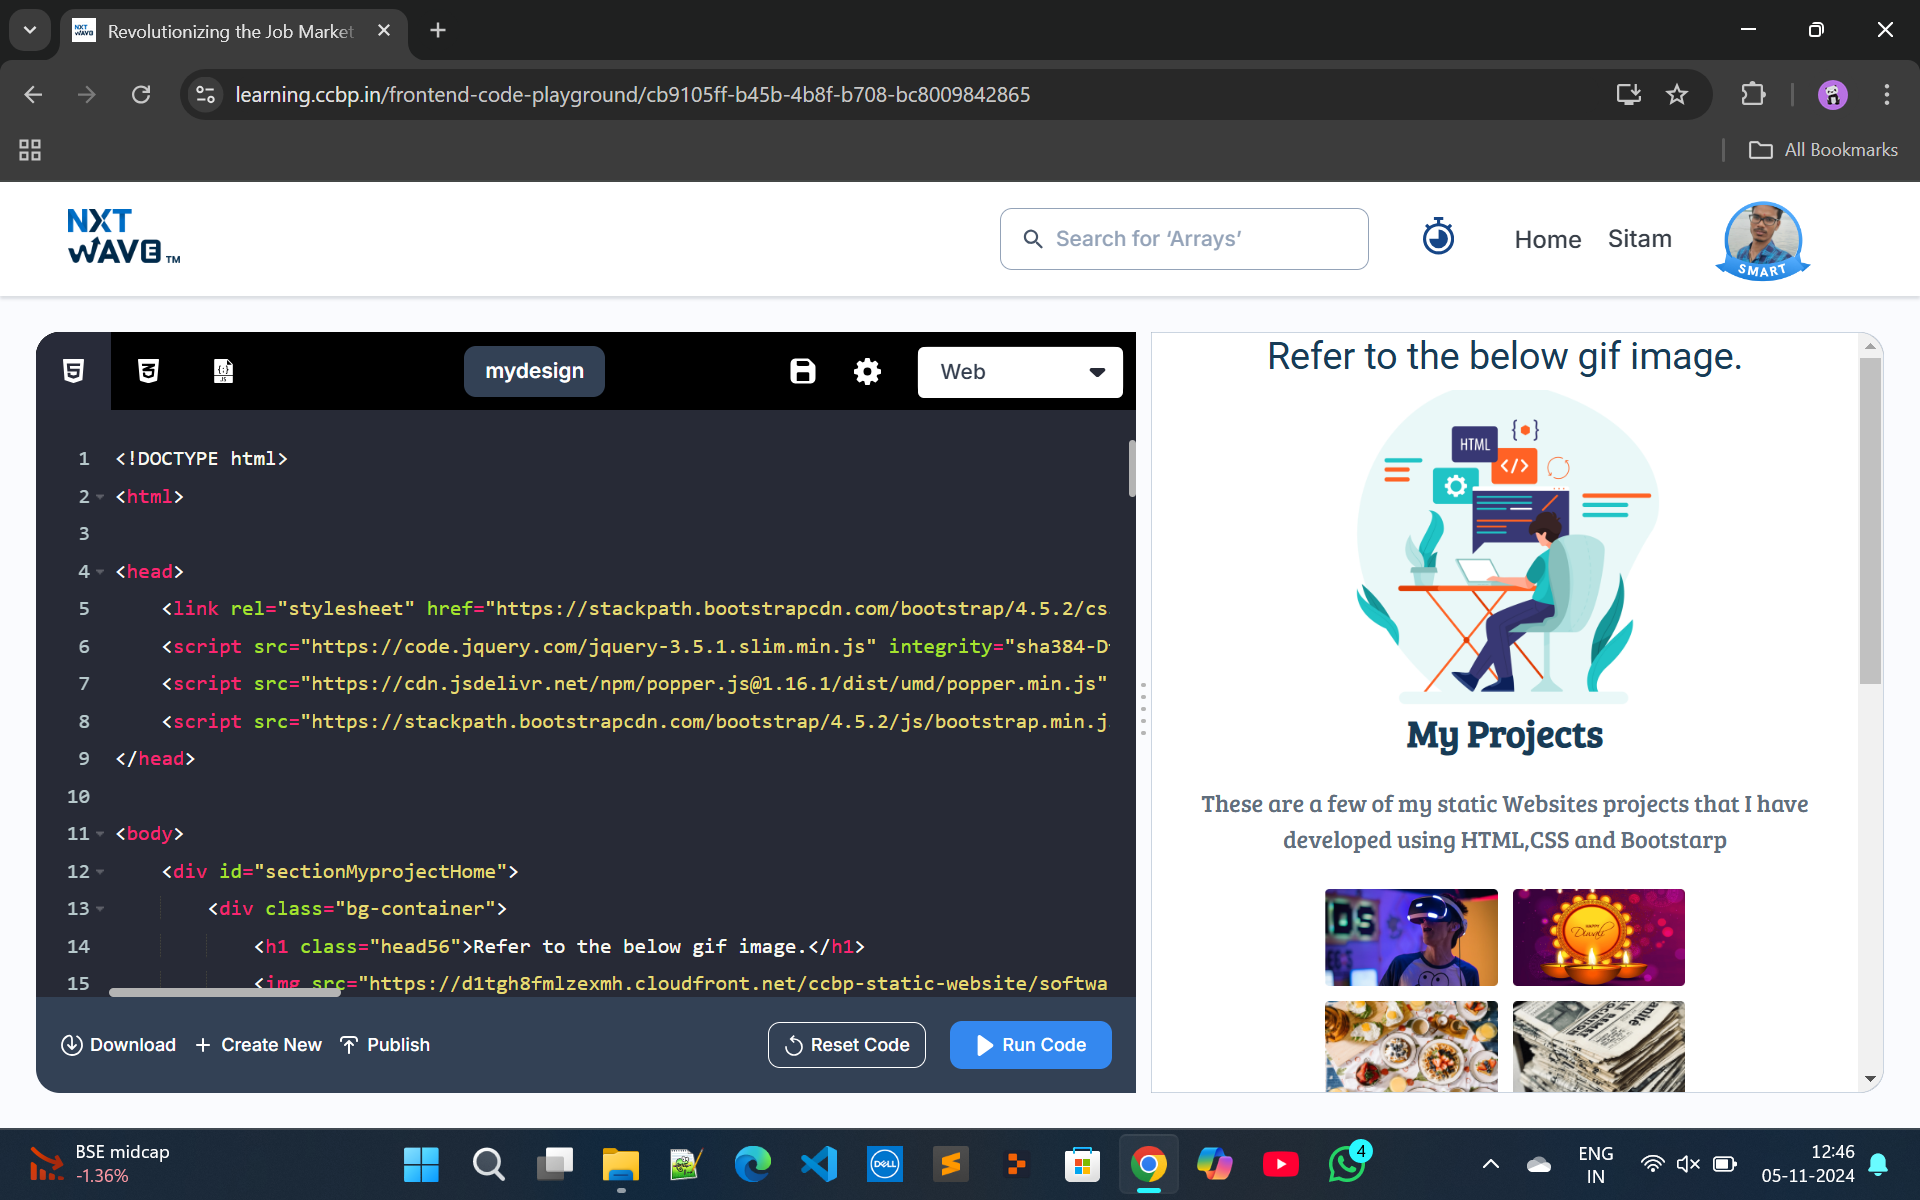 Revolutionizing the Job Market
learning.ccbp.in/frontend-code-playground/cb9105ff-b45b-4b8f-b708-bc8009842865
All Bookmarks
NXT
WAVE TM
Search for ‘Arrays’
Home
Sitam
SMART
mydesign
Web
1 <!DOCTYPE html>
2 <html>
3
4 <head>
5 <link rel="stylesheet" href="https://stackpath.bootstrapcdn.com/bootstrap/4.5.2/cs
6 <script src="https://code.jquery.com/jquery-3.5.1.slim.min.js" integrity="sha384-D
7 <script src="https://cdn.jsdelivr.net/npm/popper.js@1.16.1/dist/umd/popper.min.js"
8 <script src="https://stackpath.bootstrapcdn.com/bootstrap/4.5.2/js/bootstrap.min.j
9 </head>
10
11 <body>
12 <div id="sectionMyprojectHome">
13 <div class="bg-container">
14 <h1 class="head56">Refer to the below gif image.</h1>
15 <img src="https://d1tgh8fmlzexmh.cloudfront.net/ccbp-static-website/softwa
Download
Create New
Publish
Reset Code
Run Code
Refer to the below gif image.
HTML
{ }
</>
My Projects
These are a few of my static Websites projects that I have
developed using HTML,CSS and Bootstarp
HAPPY
Diwali
BSE midcap
-1.36%
DELL
4
ENG
IN
12:46
05-11-2024